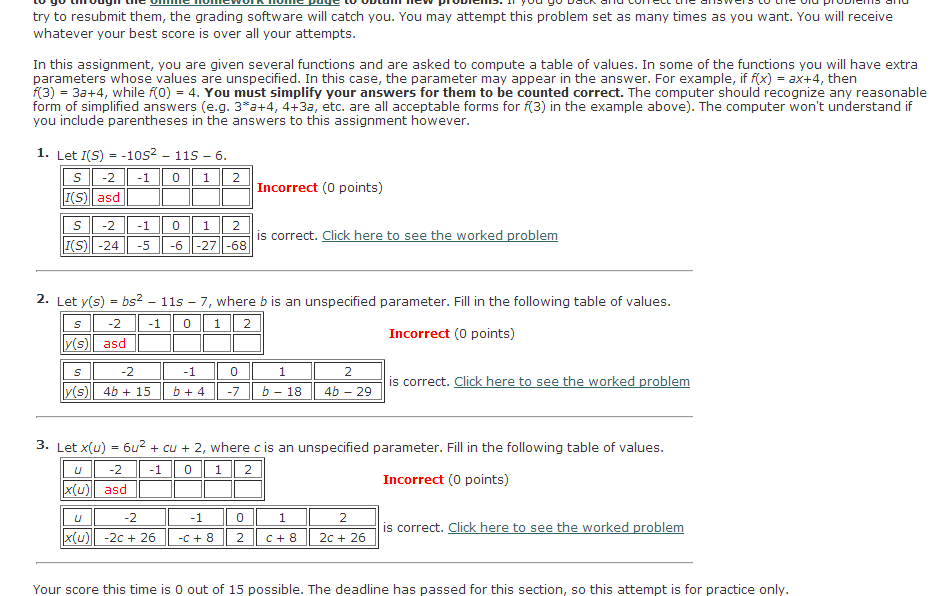 try to resubmit them, the grading software will catch you. You may attempt this problem set as many times as you want. You will receive
whatever your best score is over all your attempts.
In this assignment, you are given several functions and are asked to compute a table of values. In some of the functions you will have extra
parameters whose values are unspecified. In this case, the parameter may appear in the answer. For example, if f(x) = ax+4, then
f(3) = 3a+4, while f(0) = 4. You must simplify your answers for them to be counted correct. The computer should recognize any reasonable
form of simplified answers (e.g. 3*a+4, 4+3a, etc. are all acceptable forms for f(3) in the example above). The computer won't understand if
you include parentheses in the answers to this assignment however.
1. Let I(S) = -10S² – 11S – 6.
S -2 -1 0 1 2
I(S) asd
Incorrect (0 points)
S -2 -1 0 1 2
I(S) -24 -5 -6 -27 -68
is correct. Click here to see the worked problem
2. Let y(s) = bs² – 11s – 7, where b is an unspecified parameter. Fill in the following table of values.
s -2 -1 0 1 2
y(s) asd
Incorrect (0 points)
s -2 -1 0 1 2
y(s) 4b + 15 b + 4 -7 b – 18 4b – 29
is correct. Click here to see the worked problem
3. Let x(u) = 6u² + cu + 2, where c is an unspecified parameter. Fill in the following table of values.
u -2 -1 0 1 2
x(u) asd
Incorrect (0 points)
u -2 -1 0 1 2
x(u) -2c + 26 -c + 8 2 c + 8 2c + 26
is correct. Click here to see the worked problem
Your score this time is 0 out of 15 possible. The deadline has passed for this section, so this attempt is for practice only.